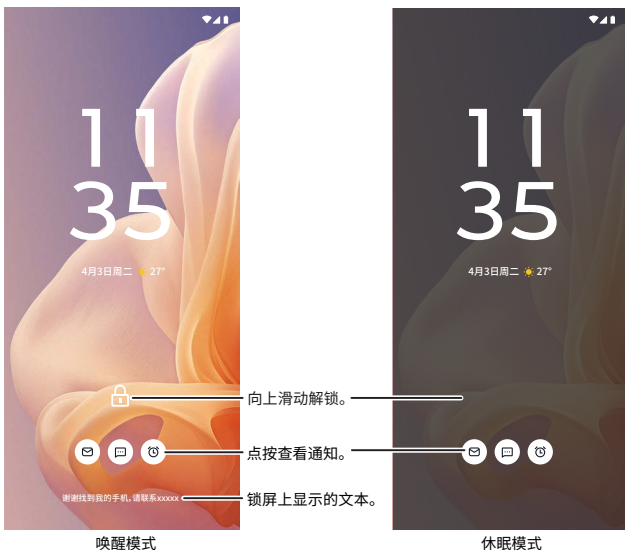 11
35
4月3日周二 27°
谢谢找到我的手机，请联系xxxxx
唤醒模式
向上滑动解锁。
点按查看通知。
锁屏上显示的文本。
11
35
4月3日周二 27°
休眠模式